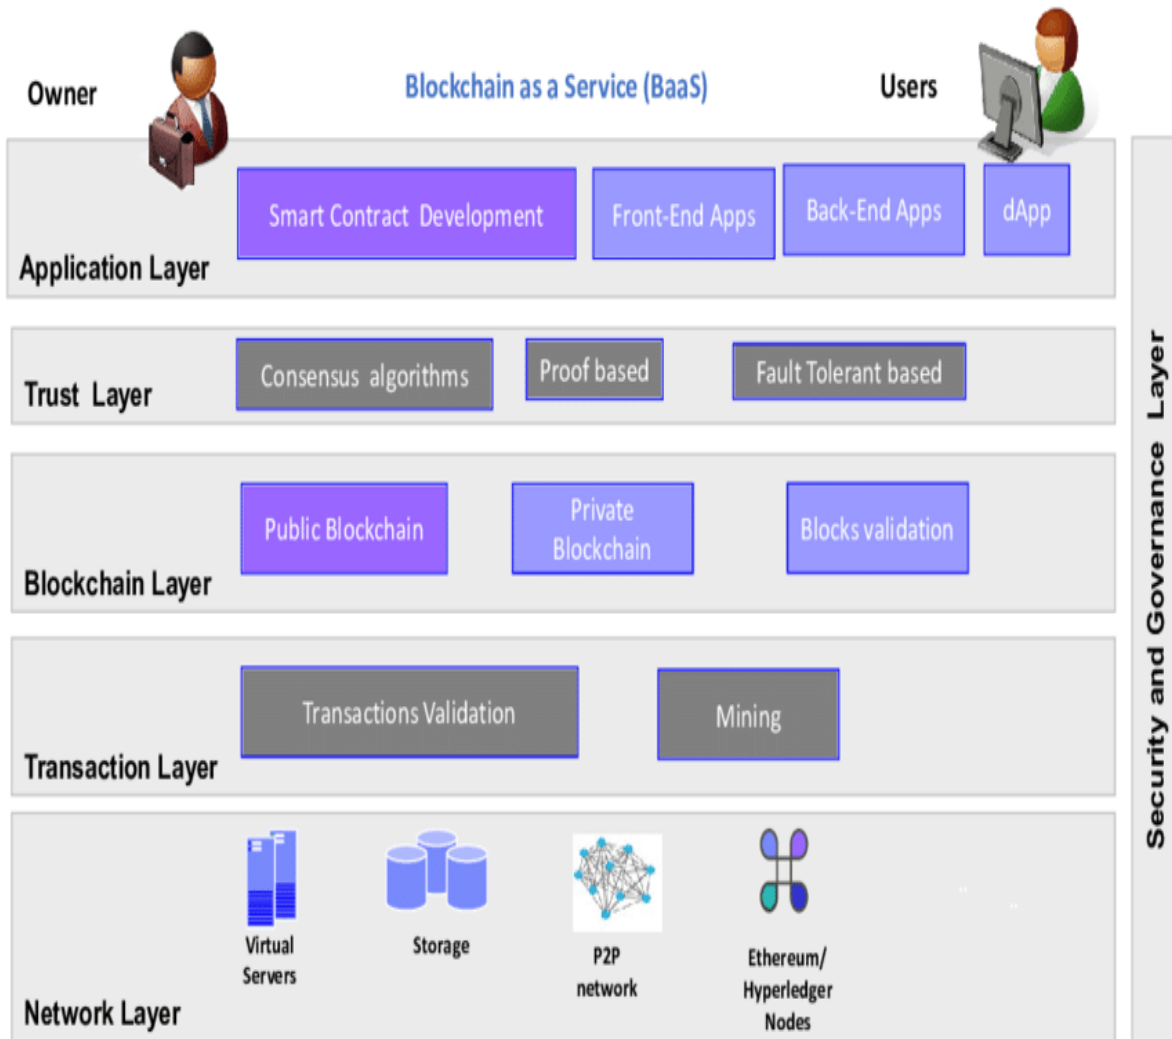 Owner
Blockchain as a Service (BaaS)
Users
Smart Contract Development
Front-End Apps
Back-End Apps
dApp
Application Layer
Consensus algorithms
Proof based
Fault Tolerant based
Trust Layer
Public Blockchain
Private
Blockchain
Blocks validation
Blockchain Layer
Transactions Validation
Mining
Transaction Layer
Virtual
Servers
Storage
P2P
network
Ethereum/
Hyperledger
Nodes
Network Layer
Security and Governance Layer